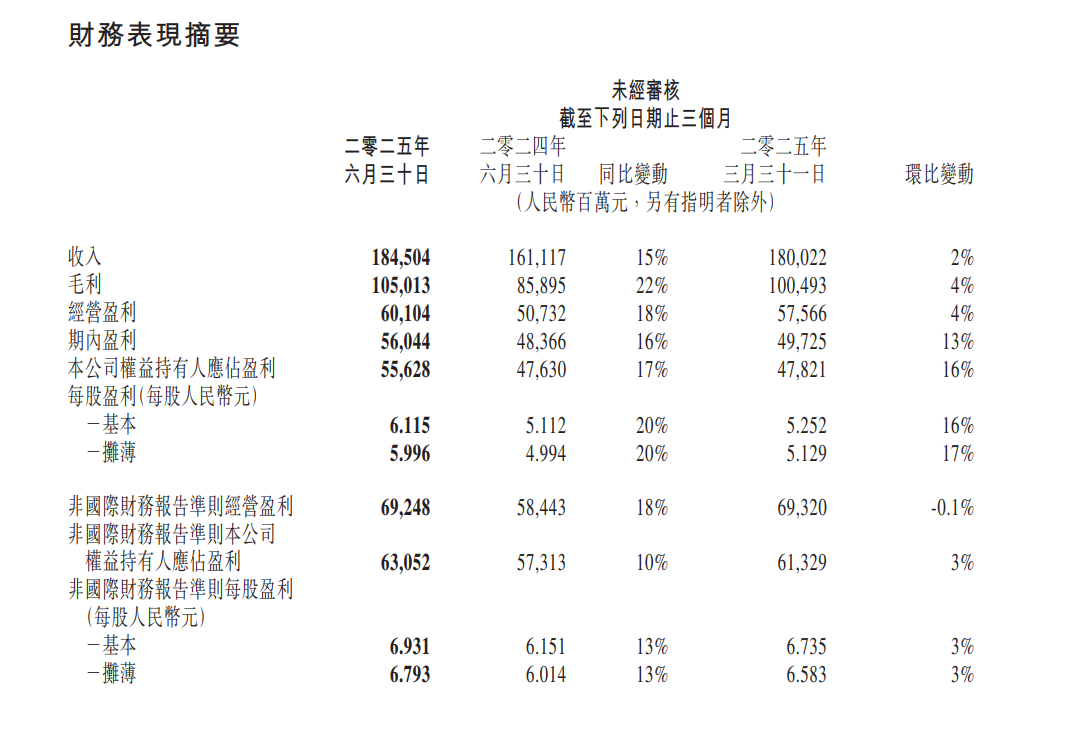 財務表現摘要
未經審核
截至下列日期止三個月
二零二五年 二零二四年 二零二五年
六月三十日 六月三十日 同比變動 三月三十一日 環比變動
(人民幣百萬元,另有指明者除外)
收入 184,504 161,117 15% 180,022 2%
毛利 105,013 85,895 22% 100,493 4%
經營盈利 60,104 50,732 18% 57,566 4%
期內盈利 56,044 48,366 16% 49,725 13%
本公司權益持有人應佔盈利 55,628 47,630 17% 47,821 16%
每股盈利(每股人民幣元)
-基本 6.115 5.112 20% 5.252 16%
-攤薄 5.996 4.994 20% 5.129 17%
非國際財務報告準則經營盈利 69,248 58,443 18% 69,320 -0.1%
非國際財務報告準則本公司
權益持有人應佔盈利 63,052 57,313 10% 61,329 3%
非國際財務報告準則每股盈利
(每股人民幣元)
-基本 6.931 6.151 13% 6.735 3%
-攤薄 6.793 6.014 13% 6.583 3%